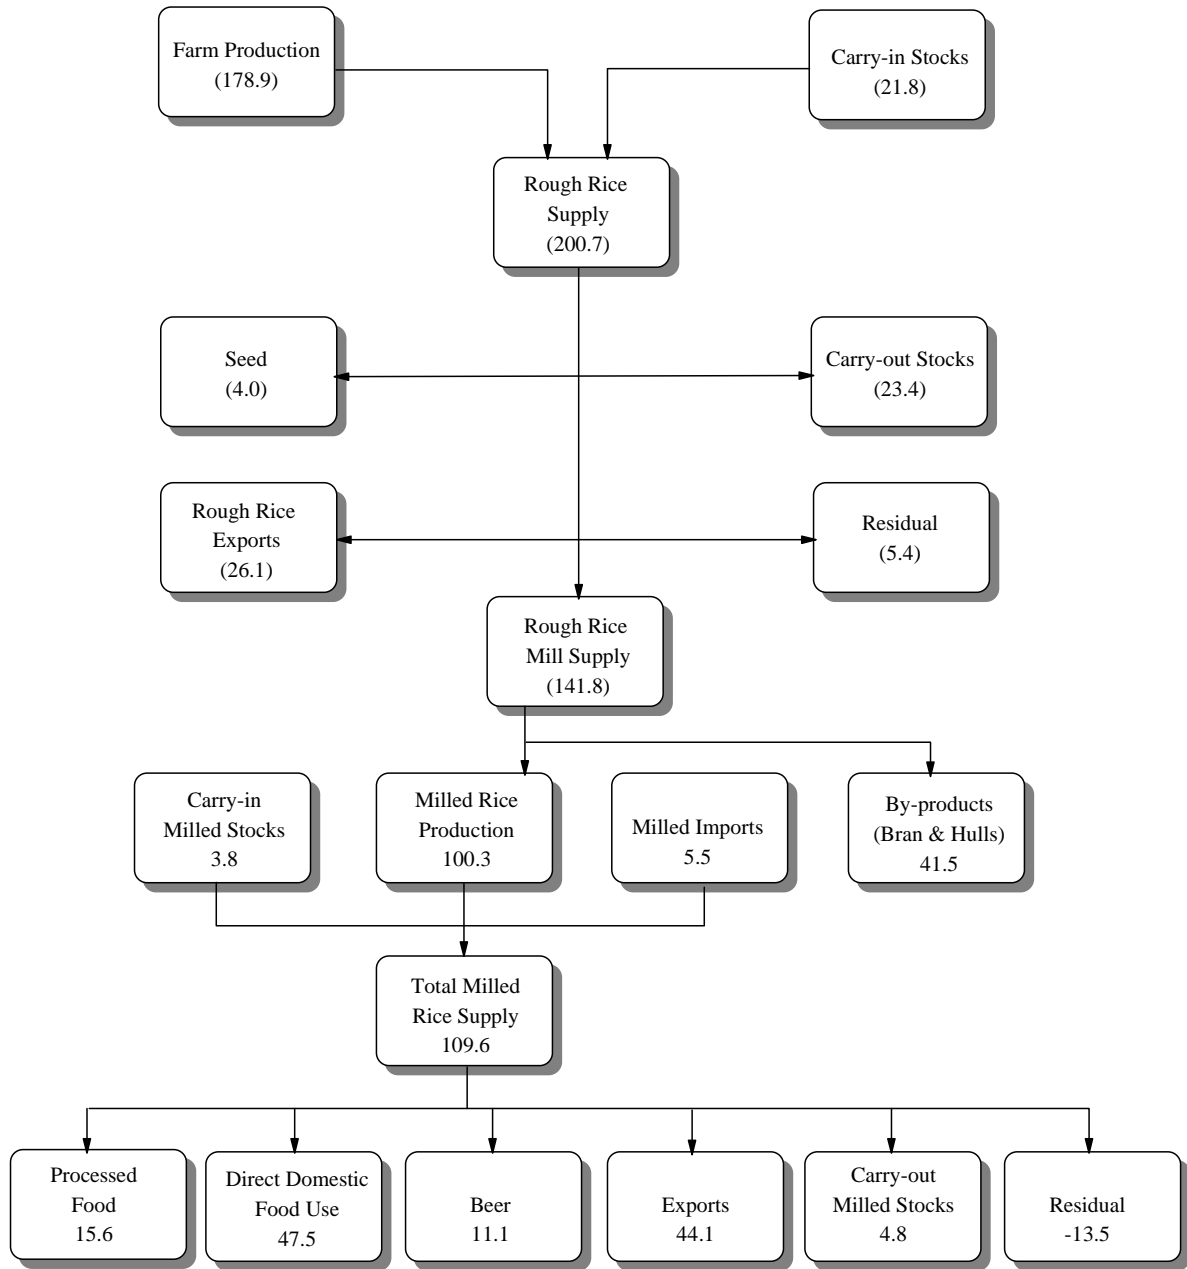 Farm Production
(178.9)
Carry-in Stocks
(21.8)
Rough Rice
Supply
(200.7)
Seed
(4.0)
Carry-out Stocks
(23.4)
Rough Rice
Exports
(26.1)
Residual
(5.4)
Rough Rice
Mill Supply
(141.8)
Carry-in
Milled Stocks
3.8
Milled Rice
Production
100.3
Milled Imports
5.5
By-products
(Bran & Hulls)
41.5
Total Milled
Rice Supply
109.6
Processed
Food
15.6
Direct Domestic
Food Use
47.5
Beer
11.1
Exports
44.1
Carry-out
Milled Stocks
4.8
Residual
-13.5